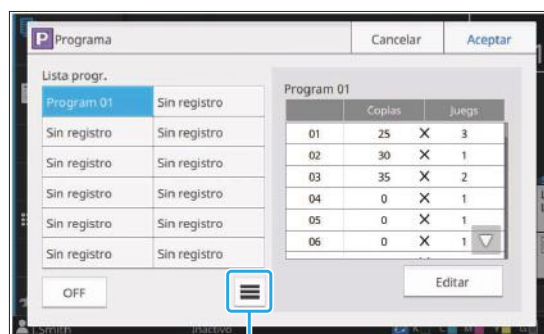 P Programa Cancelar Aceptar
Lista progr.
Program 01 Sin registro
Sin registro Sin registro
Sin registro Sin registro
Sin registro Sin registro
Sin registro Sin registro
Sin registro Sin registro
OFF
Program 01
Copias Juegs
01 25 X 3
02 30 X 1
03 35 X 2
04 0 X 1
05 0 X 1
06 0 X 1
Editar
J.Smith Inactivo K C M Y